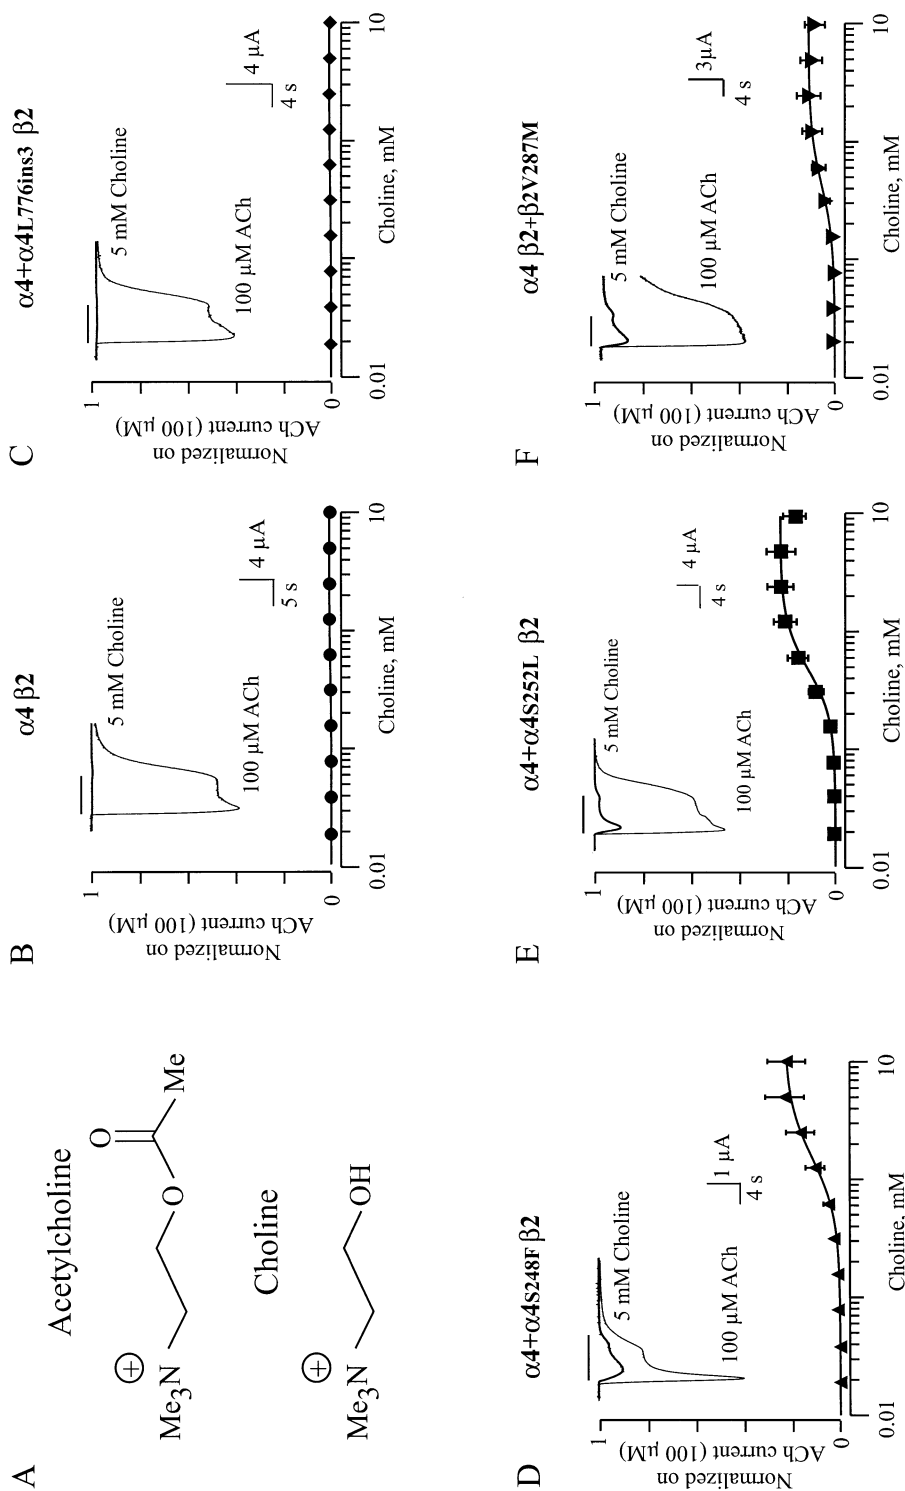 A
Acetylcholine
O
Me3N
+
O
Me
Choline
+
Me3N
OH
B
α4 β2
1
0
Normalized on
ACh current (100 μM)
5 mM Choline
100 μM ACh
4 μA
5 s
0.01
10
Choline, mM
C
α4+α4L776ins3 β2
1
0
Normalized on
ACh current (100 μM)
5 mM Choline
100 μM ACh
4 μA
4 s
0.01
10
Choline, mM
D
α4+α4S248F β2
1
0
Normalized on
ACh current (100 μM)
5 mM Choline
100 μM ACh
1 μA
4 s
0.01
10
Choline, mM
E
α4+α4S252L β2
1
0
Normalized on
ACh current (100 μM)
5 mM Choline
100 μM ACh
4 μA
4 s
0.01
10
Choline, mM
F
α4 β2+β2V287M
1
0
Normalized on
ACh current (100 μM)
5 mM Choline
100 μM ACh
3μA
4 s
0.01
10
Choline, mM